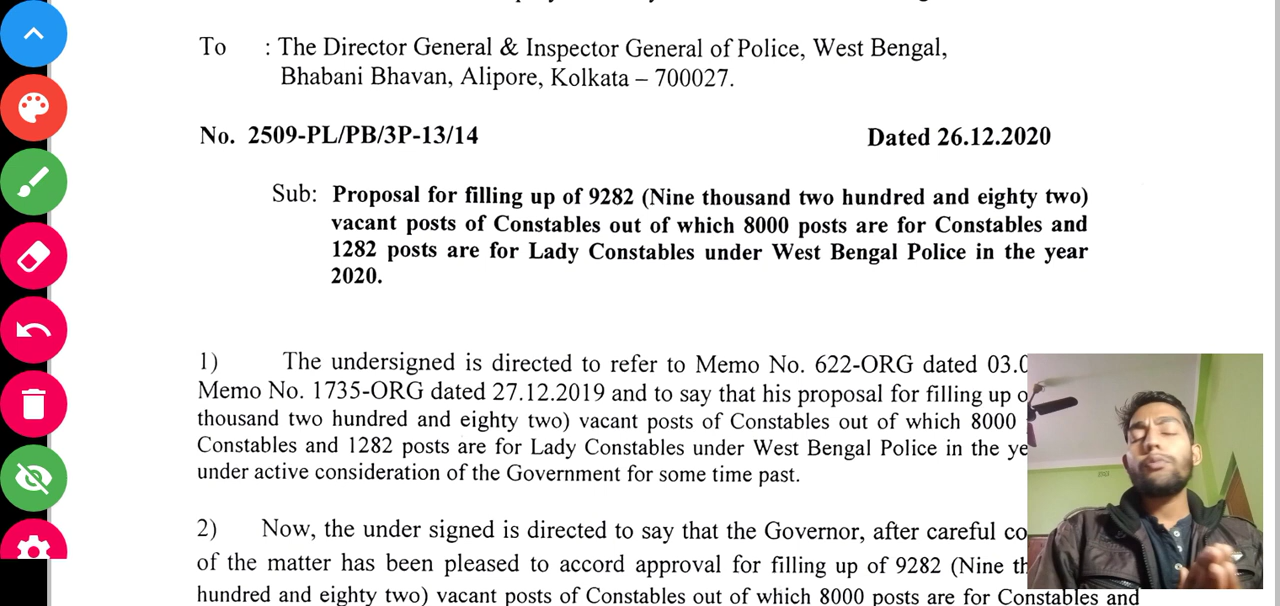 To : The Director General & Inspector General of Police, West Bengal,
Bhabani Bhavan, Alipore, Kolkata – 700027.
No. 2509-PL/PB/3P-13/14 Dated 26.12.2020
Sub: Proposal for filling up of 9282 (Nine thousand two hundred and eighty two)
vacant posts of Constables out of which 8000 posts are for Constables and
1282 posts are for Lady Constables under West Bengal Police in the year
2020.
1) The undersigned is directed to refer to Memo No. 622-ORG dated
Memo No. 1735-ORG dated 27.12.2019 and to say that his proposal for filling up
thousand two hundred and eighty two) vacant posts of Constables out of which 8000
Constables and 1282 posts are for Lady Constables under West Bengal Police in the
under active consideration of the Government for some time past.
2) Now, the under signed is directed to say that the Governor, after careful
of the matter has been pleased to accord approval for filling up of 9282 (Nine
hundred and eighty two) vacant posts of Constables out of which 8000 posts are for Constables and